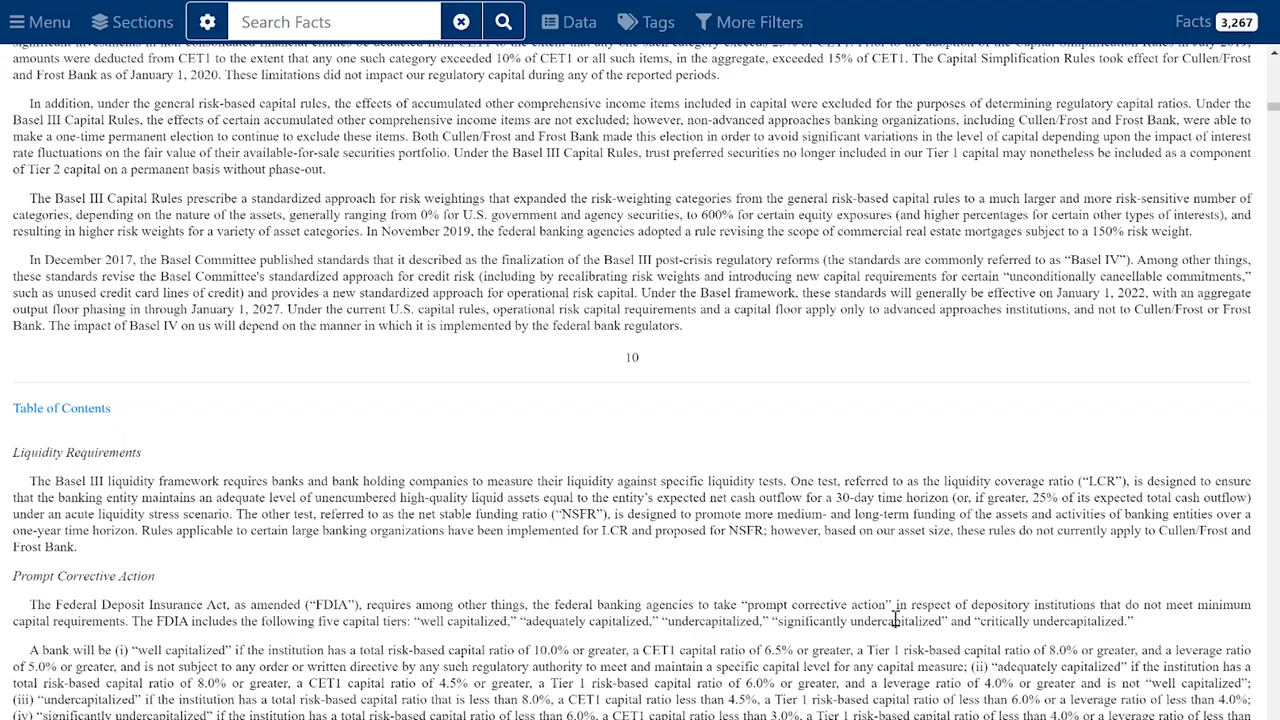 Menu Sections Search Facts Data Tags More Filters Facts 3,267
amounts were deducted from CET1 to the extent that any one such category exceeded 10% of CET1 or all such items, in the aggregate, exceeded 15% of CET1. The Capital Simplification Rules took effect for Cullen/Frost
and Frost Bank as of January 1, 2020. These limitations did not impact our regulatory capital during any of the reported periods.
In addition, under the general risk-based capital rules, the effects of accumulated other comprehensive income items included in capital were excluded for the purposes of determining regulatory capital ratios. Under the
Basel III Capital Rules, the effects of certain accumulated other comprehensive income items are not excluded; however, non-advanced approaches banking organizations, including Cullen/Frost and Frost Bank, were able to
make a one-time permanent election to continue to exclude these items. Both Cullen/Frost and Frost Bank made this election in order to avoid significant variations in the level of capital depending upon the impact of interest
rate fluctuations on the fair value of their available-for-sale securities portfolio. Under the Basel III Capital Rules, trust preferred securities no longer included in our Tier 1 capital may nonetheless be included as a component
of Tier 2 capital on a permanent basis without phase-out.
The Basel III Capital Rules prescribe a standardized approach for risk weightings that expanded the risk-weighting categories from the general risk-based capital rules to a much larger and more risk-sensitive number of
categories, depending on the nature of the assets, generally ranging from 0% for U.S. government and agency securities, to 600% for certain equity exposures (and higher percentages for certain other types of interests), and
resulting in higher risk weights for a variety of asset categories. In November 2019, the federal banking agencies adopted a rule revising the scope of commercial real estate mortgages subject to a 150% risk weight.
In December 2017, the Basel Committee published standards that it described as the finalization of the Basel III post-crisis regulatory reforms (the standards are commonly referred to as “Basel IV”). Among other things,
these standards revise the Basel Committee's standardized approach for credit risk (including by recalibrating risk weights and introducing new capital requirements for certain “unconditionally cancellable commitments,”
such as unused credit card lines of credit) and provides a new standardized approach for operational risk capital. Under the Basel framework, these standards will generally be effective on January 1, 2022, with an aggregate
output floor phasing in through January 1, 2027. Under the current U.S. capital rules, operational risk capital requirements and a capital floor apply only to advanced approaches institutions, and not to Cullen/Frost or Frost
Bank. The impact of Basel IV on us will depend on the manner in which it is implemented by the federal bank regulators.
10
Table of Contents
Liquidity Requirements
The Basel III liquidity framework requires banks and bank holding companies to measure their liquidity against specific liquidity tests. One test, referred to as the liquidity coverage ratio (“LCR”), is designed to ensure
that the banking entity maintains an adequate level of unencumbered high-quality liquid assets equal to the entity’s expected net cash outflow for a 30-day time horizon (or, if greater, 25% of its expected total cash outflow)
under an acute liquidity stress scenario. The other test, referred to as the net stable funding ratio (“NSFR”), is designed to promote more medium- and long-term funding of the assets and activities of banking entities over a
one-year time horizon. Rules applicable to certain large banking organizations have been implemented for LCR and proposed for NSFR; however, based on our asset size, these rules do not currently apply to Cullen/Frost and
Frost Bank.
Prompt Corrective Action
The Federal Deposit Insurance Act, as amended (“FDIA”), requires among other things, the federal banking agencies to take “prompt corrective action” in respect of depository institutions that do not meet minimum
capital requirements. The FDIA includes the following five capital tiers: “well capitalized,” “adequately capitalized,” “undercapitalized,” “significantly undercapitalized” and “critically undercapitalized.”
A bank will be (i) “well capitalized” if the institution has a total risk-based capital ratio of 10.0% or greater, a CET1 capital ratio of 6.5% or greater, a Tier 1 risk-based capital ratio of 8.0% or greater, and a leverage ratio
of 5.0% or greater, and is not subject to any order or written directive by any such regulatory authority to meet and maintain a specific capital level for any capital measure; (ii) “adequately capitalized” if the institution has a
total risk-based capital ratio of 8.0% or greater, a CET1 capital ratio of 4.5% or greater, a Tier 1 risk-based capital ratio of 6.0% or greater, and a leverage ratio of 4.0% or greater and is not “well capitalized”;
(iii) “undercapitalized” if the institution has a total risk-based capital ratio that is less than 8.0%, a CET1 capital ratio less than 4.5%, a Tier 1 risk-based capital ratio of less than 6.0% or a leverage ratio of less than 4.0%;
(iv) “significantly undercapitalized” if the institution has a total risk-based capital ratio of less than 6.0%, a CET1 capital ratio less than 3.0%, a Tier 1 risk-based capital ratio of less than 4.0% or a leverage ratio of less than